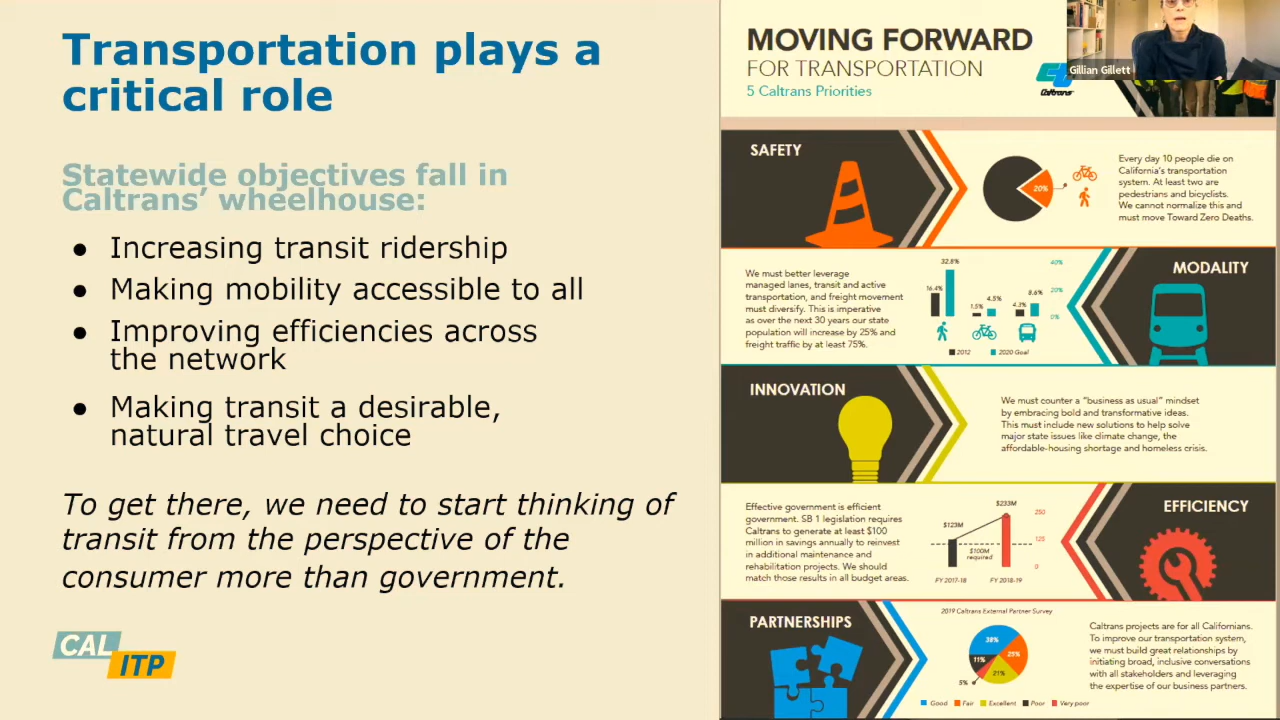 Transportation plays a
critical role
Statewide objectives fall in
Caltrans’ wheelhouse:
● Increasing transit ridership
● Making mobility accessible to all
● Improving efficiencies across
the network
● Making transit a desirable,
natural travel choice
To get there, we need to start thinking of
transit from the perspective of the
consumer more than government.
CAL
ITP
MOVING FORWARD
FOR TRANSPORTATION
5 Caltrans Priorities
Caltrans
Gillian Gillett
SAFETY
20%
Every day 10 people die on
California’s transportation
system. At least two are
pedestrians and bicyclists.
We cannot normalize this and
must move Toward Zero Deaths.
We must better leverage
managed lanes, transit and active
transportation, and freight movement
must diversify. This is imperative
as over the next 30 years our state
population will increase by 25% and
freight traffic by at least 75%.
32.8%
16.4%
1.5%
4.5%
4.3%
8.6%
40%
20%
0%
2012
2020 Goal
MODALITY
INNOVATION
We must counter a “business as usual” mindset
by embracing bold and transformative ideas.
This must include new solutions to help solve
major state issues like climate change, the
affordable-housing shortage and homeless crisis.
Effective government is efficient
government. SB 1 legislation requires
Caltrans to generate at least $100
million in savings annually to reinvest
in additional maintenance and
rehabilitation projects. We should
match those results in all budget areas.
$233M
$123M
$100M
required
250
125
0
FY 2017-18
FY 2018-19
EFFICIENCY
PARTNERSHIPS
2019 Caltrans External Partner Survey
38%
25%
21%
11%
5%
Good
Fair
Excellent
Poor
Very poor
Caltrans projects are for all Californians.
To improve our transportation system,
we must build great relationships by
initiating broad, inclusive conversations
with all stakeholders and leveraging
the expertise of our business partners.